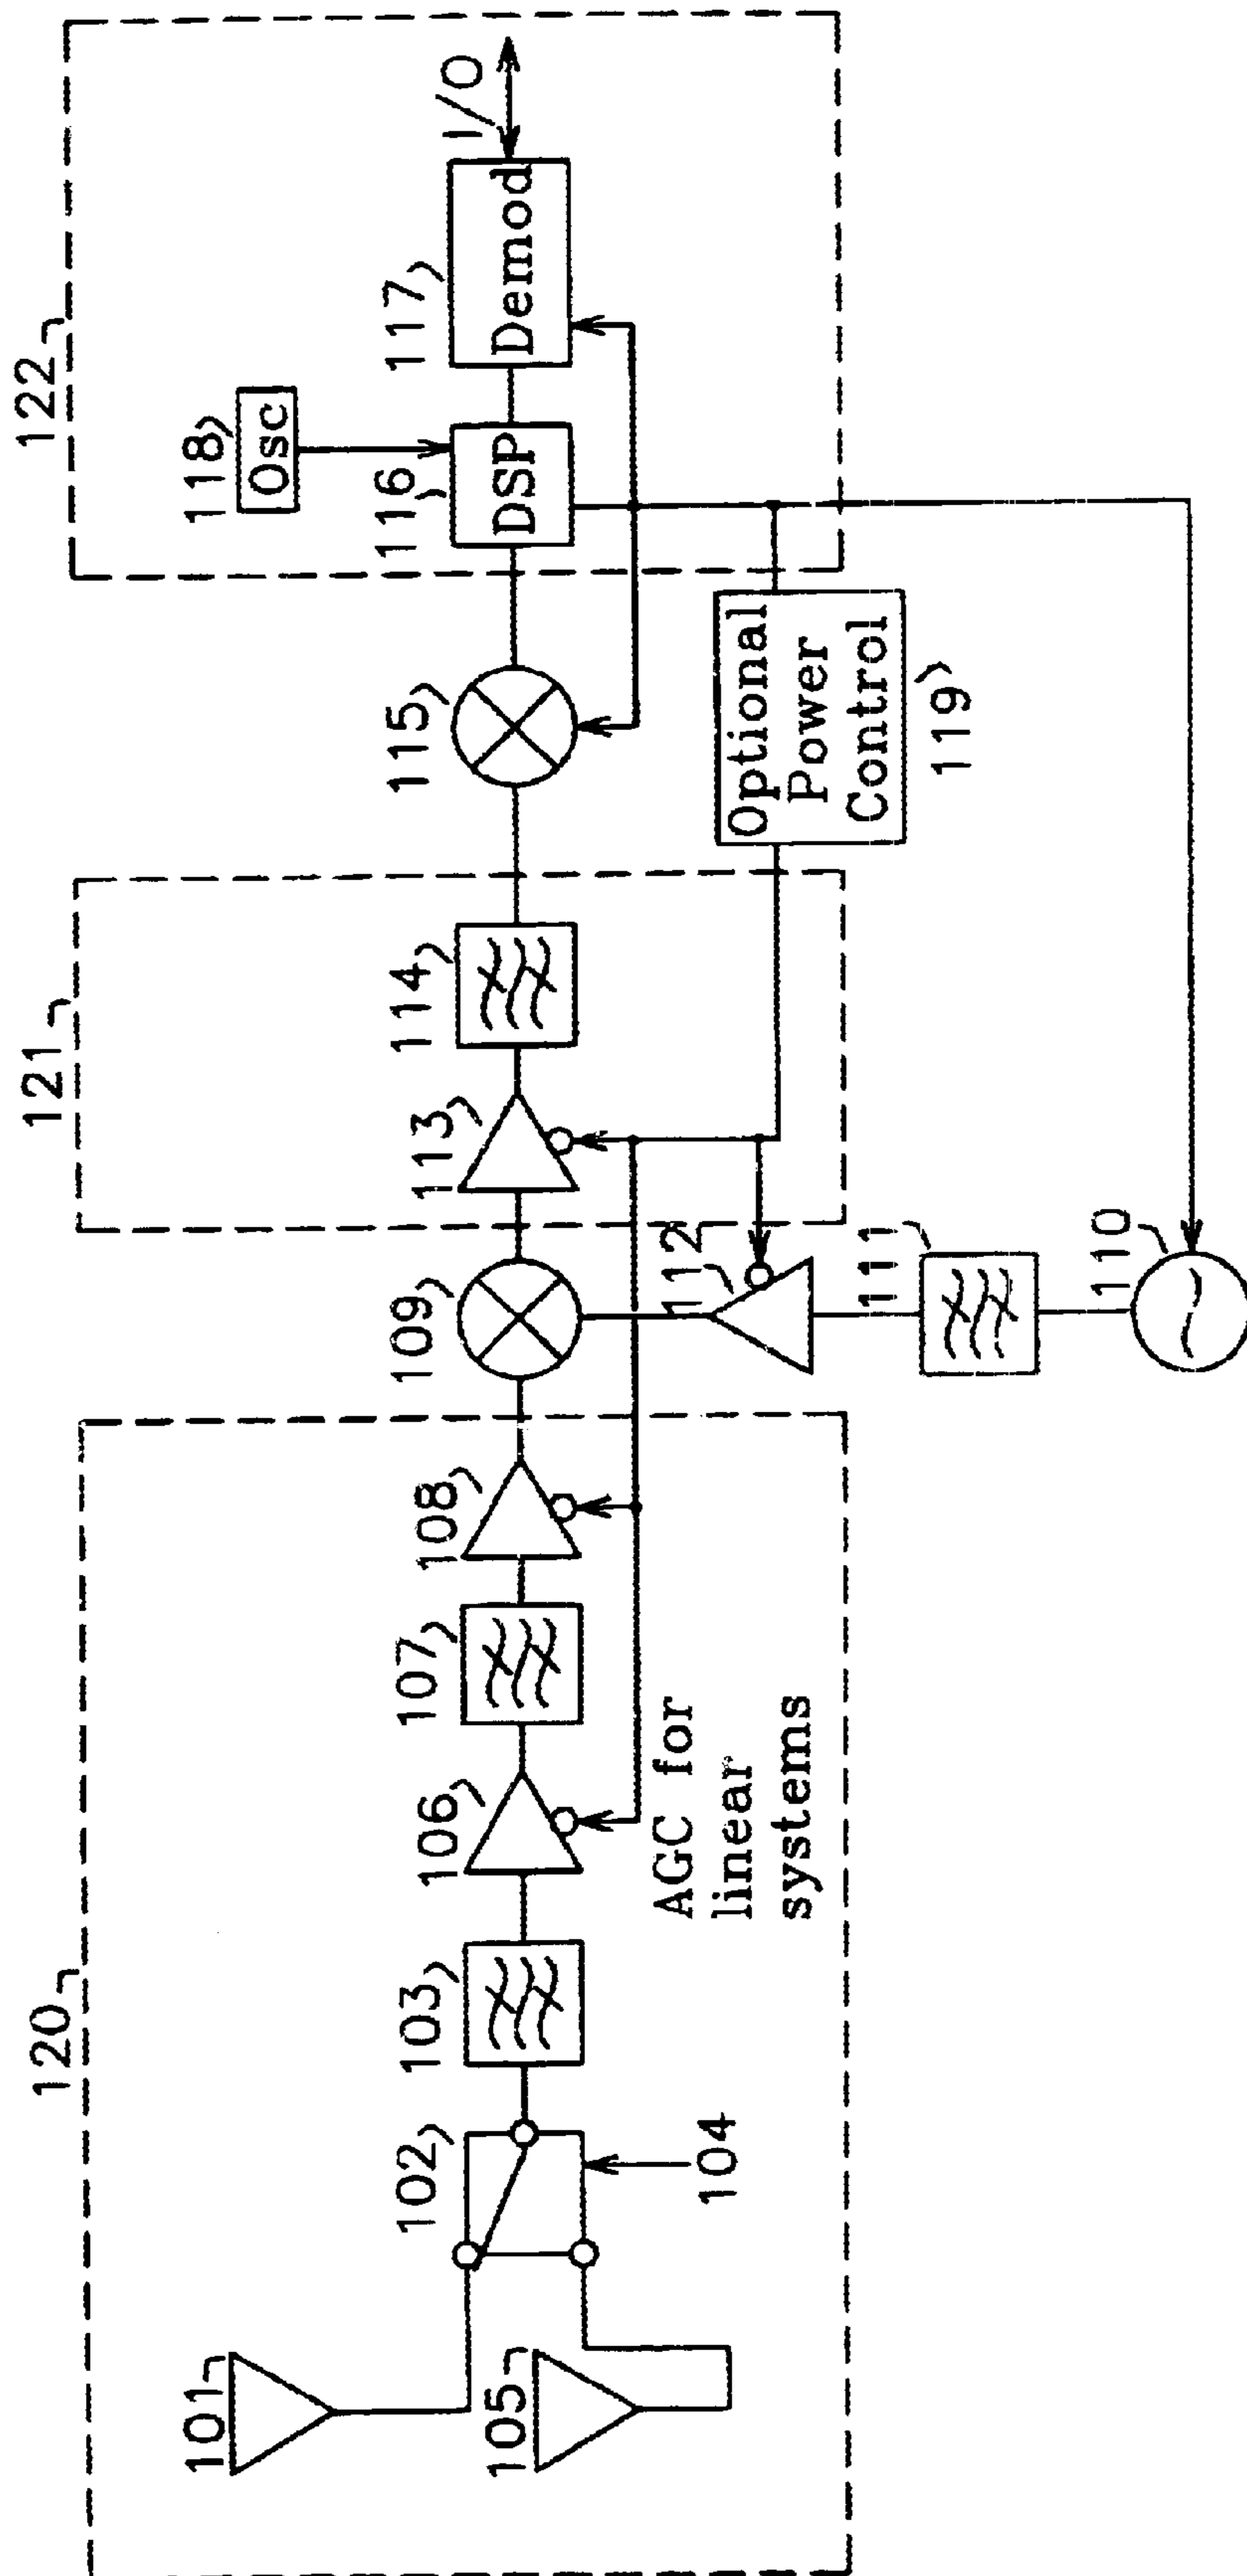 120
121
122
101
102
103
106
107
108
109
113
114
115
116
118
Osc
117
DSP
Demod
I/O
105
104
AGC for
linear
systems
112
111
110
Optional
Power
Control
119